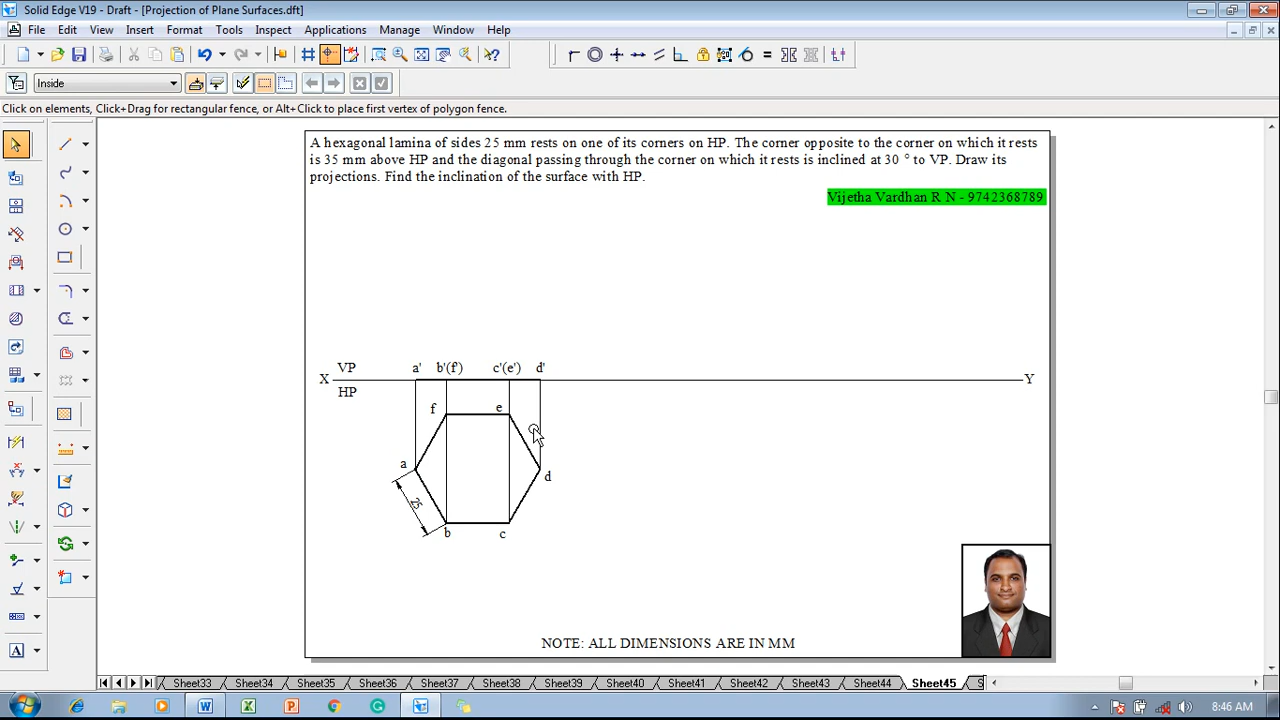 Solid Edge V19 - Draft - [Projection of Plane Surfaces.dft]
File Edit View Insert Format Tools Inspect Applications Manage Window Help
Inside
Click on elements, Click+Drag for rectangular fence, or Alt+Click to place first vertex of polygon fence.
A hexagonal lamina of sides 25 mm rests on one of its corners on HP. The corner opposite to the corner on which it rests
is 35 mm above HP and the diagonal passing through the corner on which it rests is inclined at 30 ° to VP. Draw its
projections. Find the inclination of the surface with HP.
Vijetha Vardhan R N - 9742368789
VP a' b'(f') c'(e') d'
X Y
HP
f e
a d
25
b c
NOTE: ALL DIMENSIONS ARE IN MM
Sheet33 Sheet34 Sheet35 Sheet36 Sheet37 Sheet38 Sheet39 Sheet40 Sheet41 Sheet42 Sheet43 Sheet44 Sheet45 S
8:46 AM